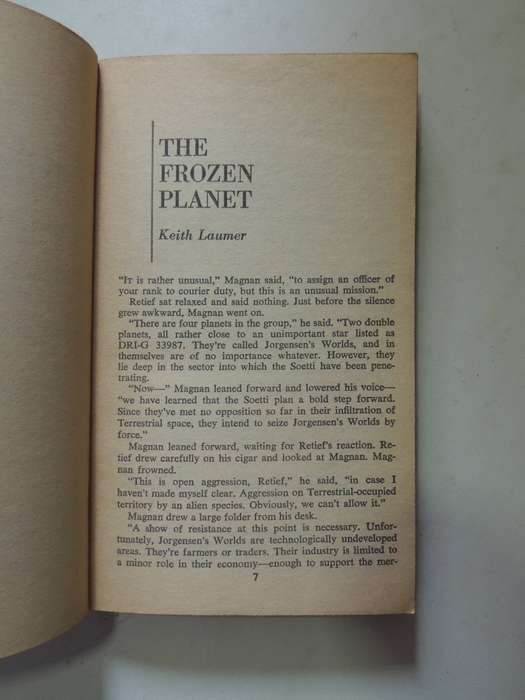 THE
FROZEN
PLANET
Keith Laumer
"IT is rather unusual," Magnan said, "to assign an officer of
your rank to courier duty, but this is an unusual mission."
Retief sat relaxed and said nothing. Just before the silence
grew awkward, Magnan went on.
"There are four planets in the group," he said. "Two double
planets, all rather close to an unimportant star listed as
DRI-G 33987. They're called Jorgensen's Worlds, and in
themselves are of no importance whatever. However, they
lie deep in the sector into which the Soetti have been pene-
trating.
"Now—" Magnan leaned forward and lowered his voice—
"we have learned that the Soetti plan a bold step forward.
Since they've met no opposition so far in their infiltration of
Terrestrial space, they intend to seize Jorgensen's Worlds by
force."
Magnan leaned forward, waiting for Retief's reaction. Re-
tief drew carefully on his cigar and looked at Magnan. Mag-
nan frowned.
"This is open aggression, Retief," he said, "in case I
haven't made myself clear. Aggression on Terrestrial-occupied
territory by an alien species. Obviously, we can't allow it."
Magnan drew a large folder from his desk.
"A show of resistance at this point is necessary. Unfor-
tunately, Jorgensen's Worlds are technologically undeveloped
areas. They're farmers or traders. Their industry is limited to
a minor role in their economy—enough to support the mer-
7